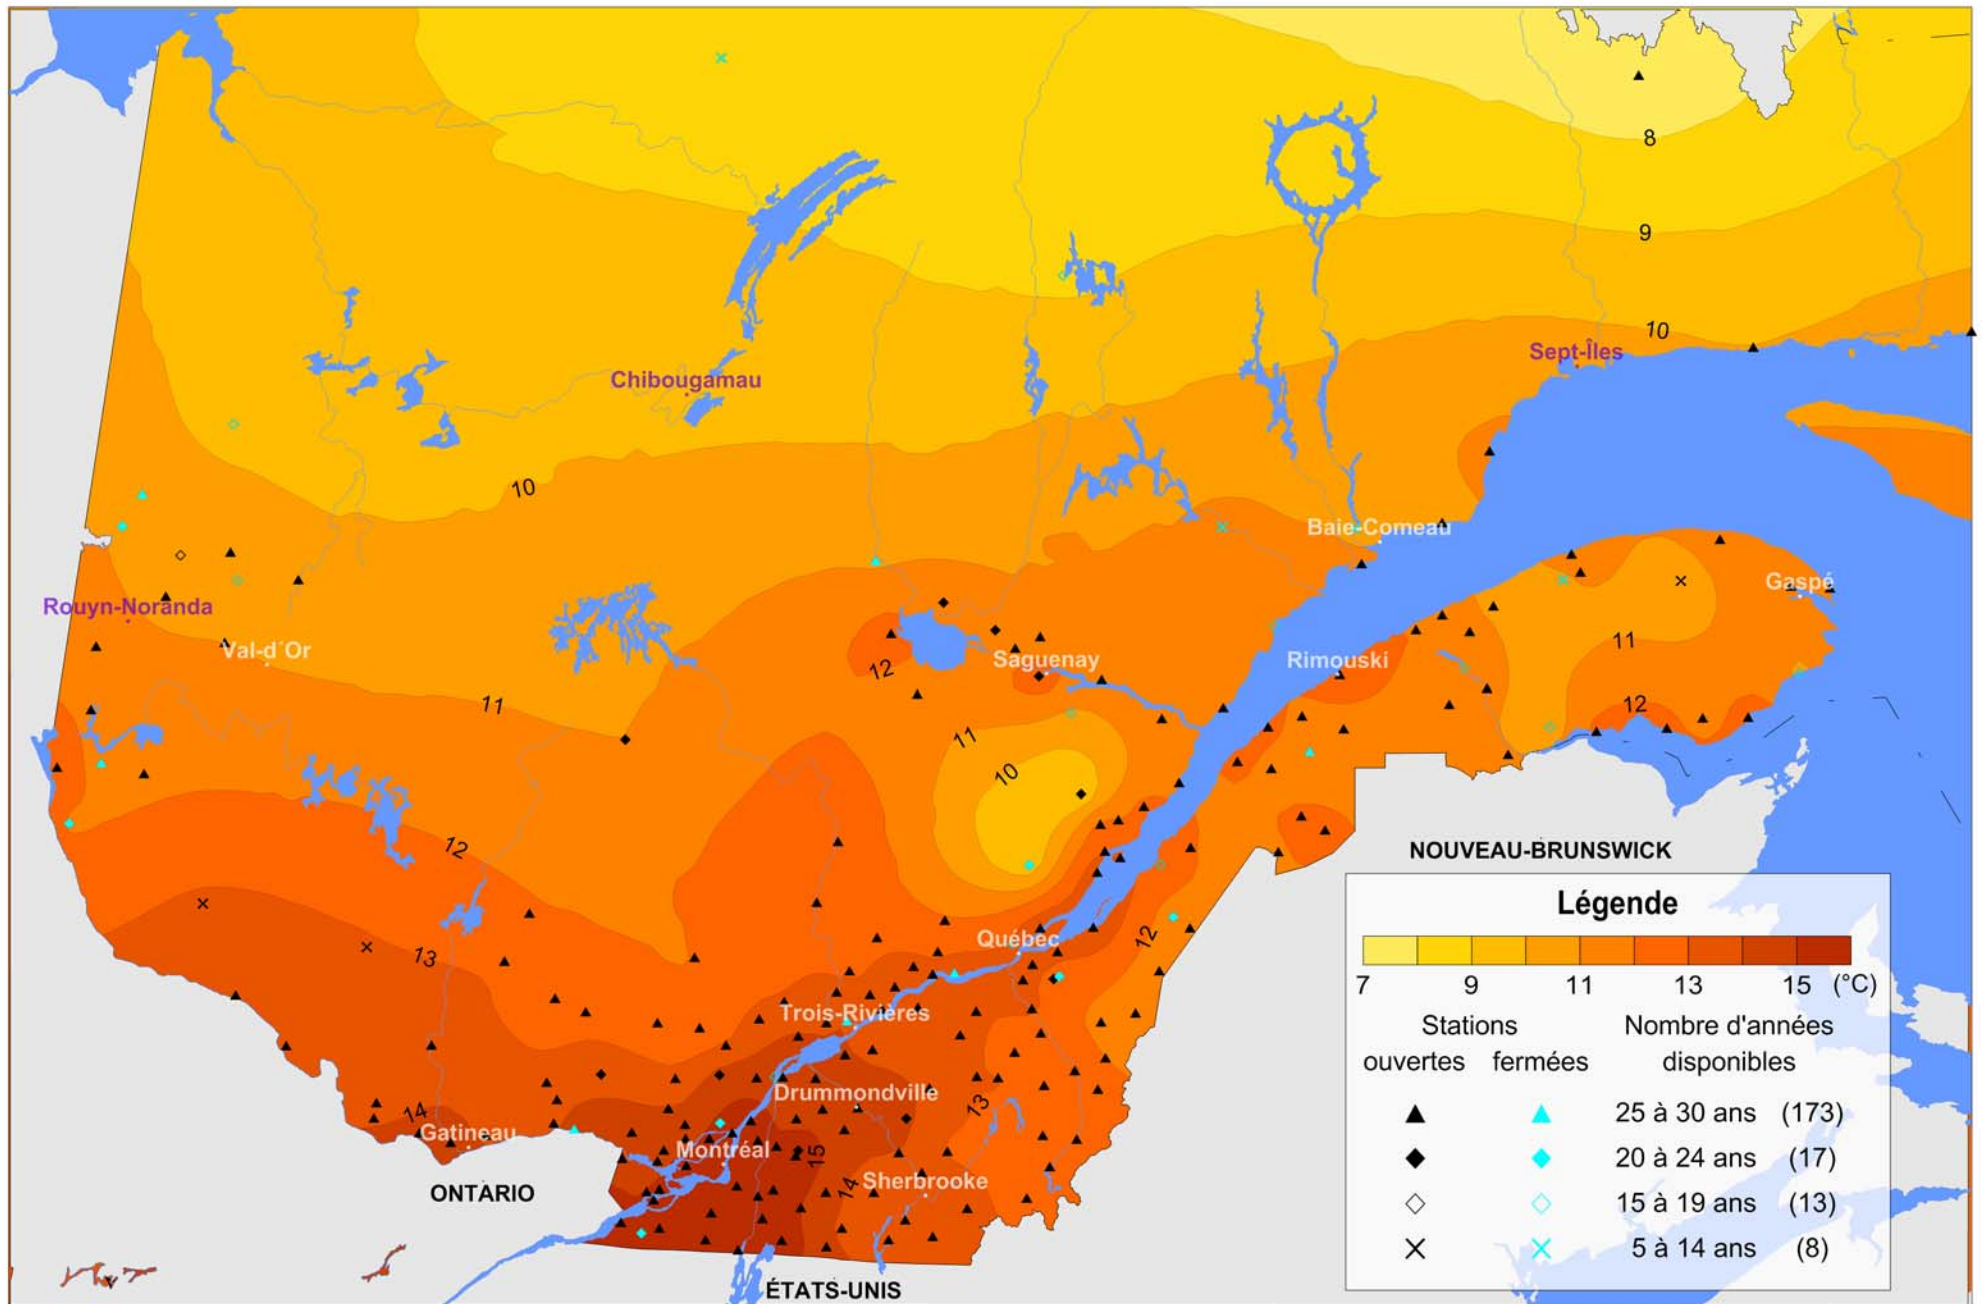 8
9
10
Sept-Îles
Chibougamau
10
Baie-Comeau
Gaspé
Rouyn-Noranda
11
Val-d´Or
12
Saguenay
Rimouski
11
12
11
10
NOUVEAU-BRUNSWICK
12
13
Québec
12
Trois-Rivières
Drummondville
13
14
Gatineau
Montréal
15
14
Sherbrooke
ONTARIO
ÉTATS-UNIS
Légende
7 9 11 13 15 (°C)
Stations Nombre d'années
ouvertes fermées disponibles
25 à 30 ans (173)
20 à 24 ans (17)
15 à 19 ans (13)
5 à 14 ans (8)